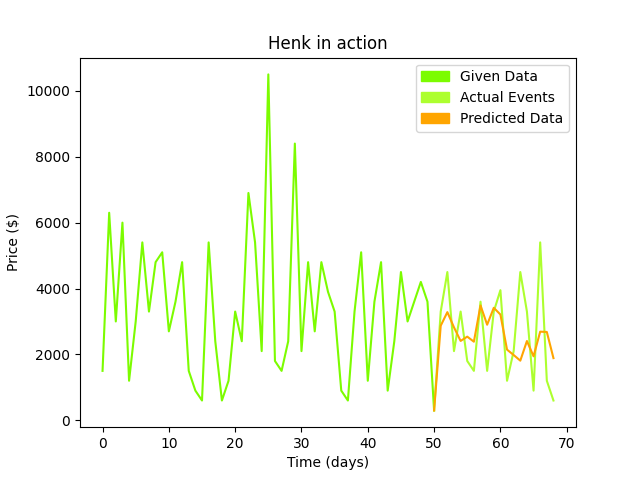 Henk in action
Given Data
Actual Events
Predicted Data
Price ($)
10000
8000
6000
4000
2000
0
0 10 20 30 40 50 60 70
Time (days)